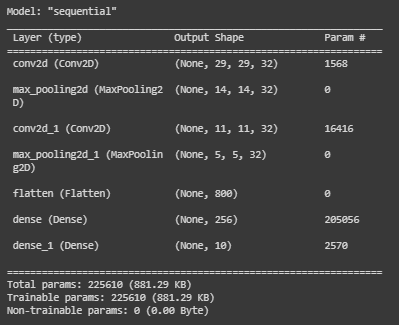 Model: "sequential"
Layer (type) Output Shape Param #
conv2d (Conv2D) (None, 29, 29, 32) 1568
max_pooling2d (MaxPooling2 (None, 14, 14, 32) 0
D)
conv2d_1 (Conv2D) (None, 11, 11, 32) 16416
max_pooling2d_1 (MaxPoolin (None, 5, 5, 32) 0
g2D)
flatten (Flatten) (None, 800) 0
dense (Dense) (None, 256) 205056
dense_1 (Dense) (None, 10) 2570
Total params: 225610 (881.29 KB)
Trainable params: 225610 (881.29 KB)
Non-trainable params: 0 (0.00 Byte)